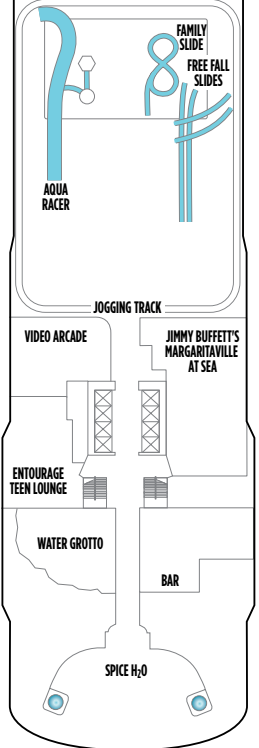 FAMILY
SLIDE
FREE FALL
SLIDES
AQUA
RACER
JOGGING TRACK
VIDEO ARCADE
JIMMY BUFFETT'S
MARGARITAVILLE
AT SEA
ENTOURAGE
TEEN LOUNGE
WATER GROTTO
BAR
SPICE H2O